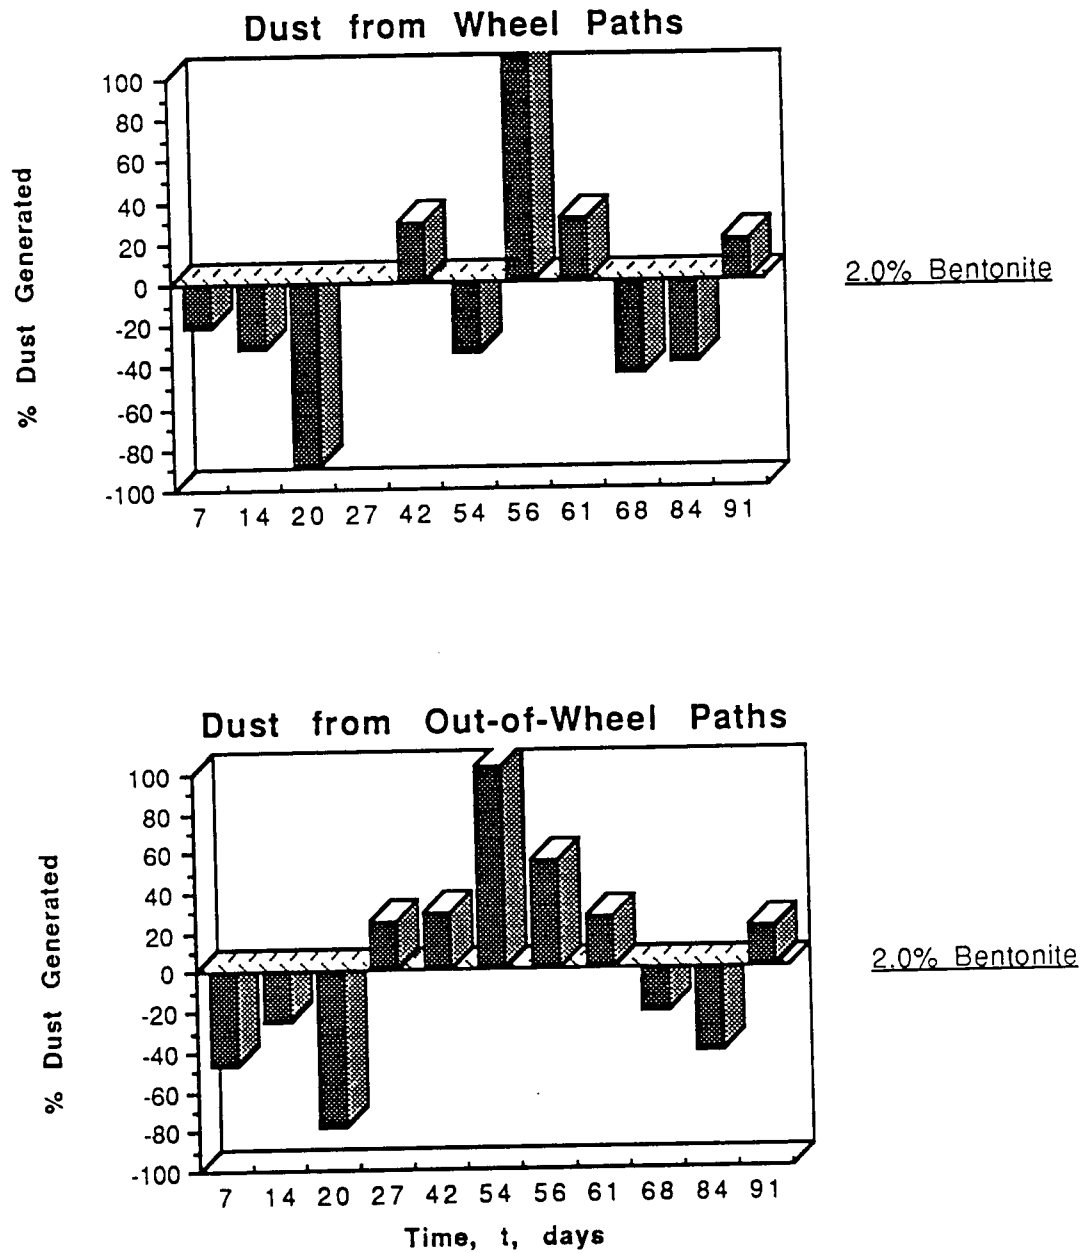 Dust from Wheel Paths
% Dust Generated
100
80
60
40
20
0
-20
-40
-60
-80
-100
7 14 20 27 42 54 56 61 68 84 91
2.0% Bentonite
Dust from Out-of-Wheel Paths
% Dust Generated
100
80
60
40
20
0
-20
-40
-60
-80
-100
7 14 20 27 42 54 56 61 68 84 91
Time, t, days
2.0% Bentonite